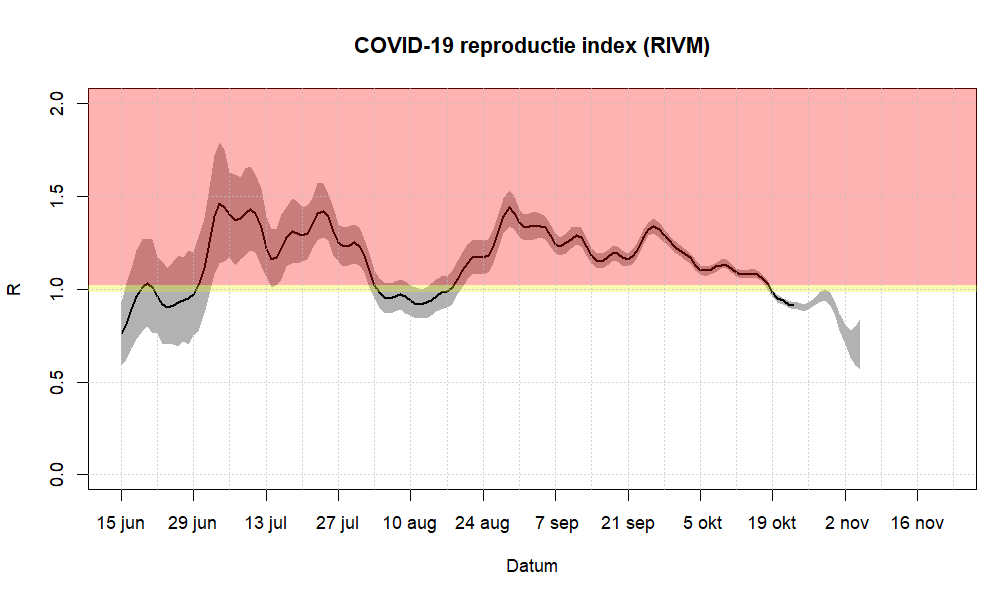 COVID-19 reproductie index (RIVM)
2.0
1.5
1.0
0.5
0.0
R
15 jun 29 jun 13 jul 27 jul 10 aug 24 aug 7 sep 21 sep 5 okt 19 okt 2 nov 16 nov
Datum